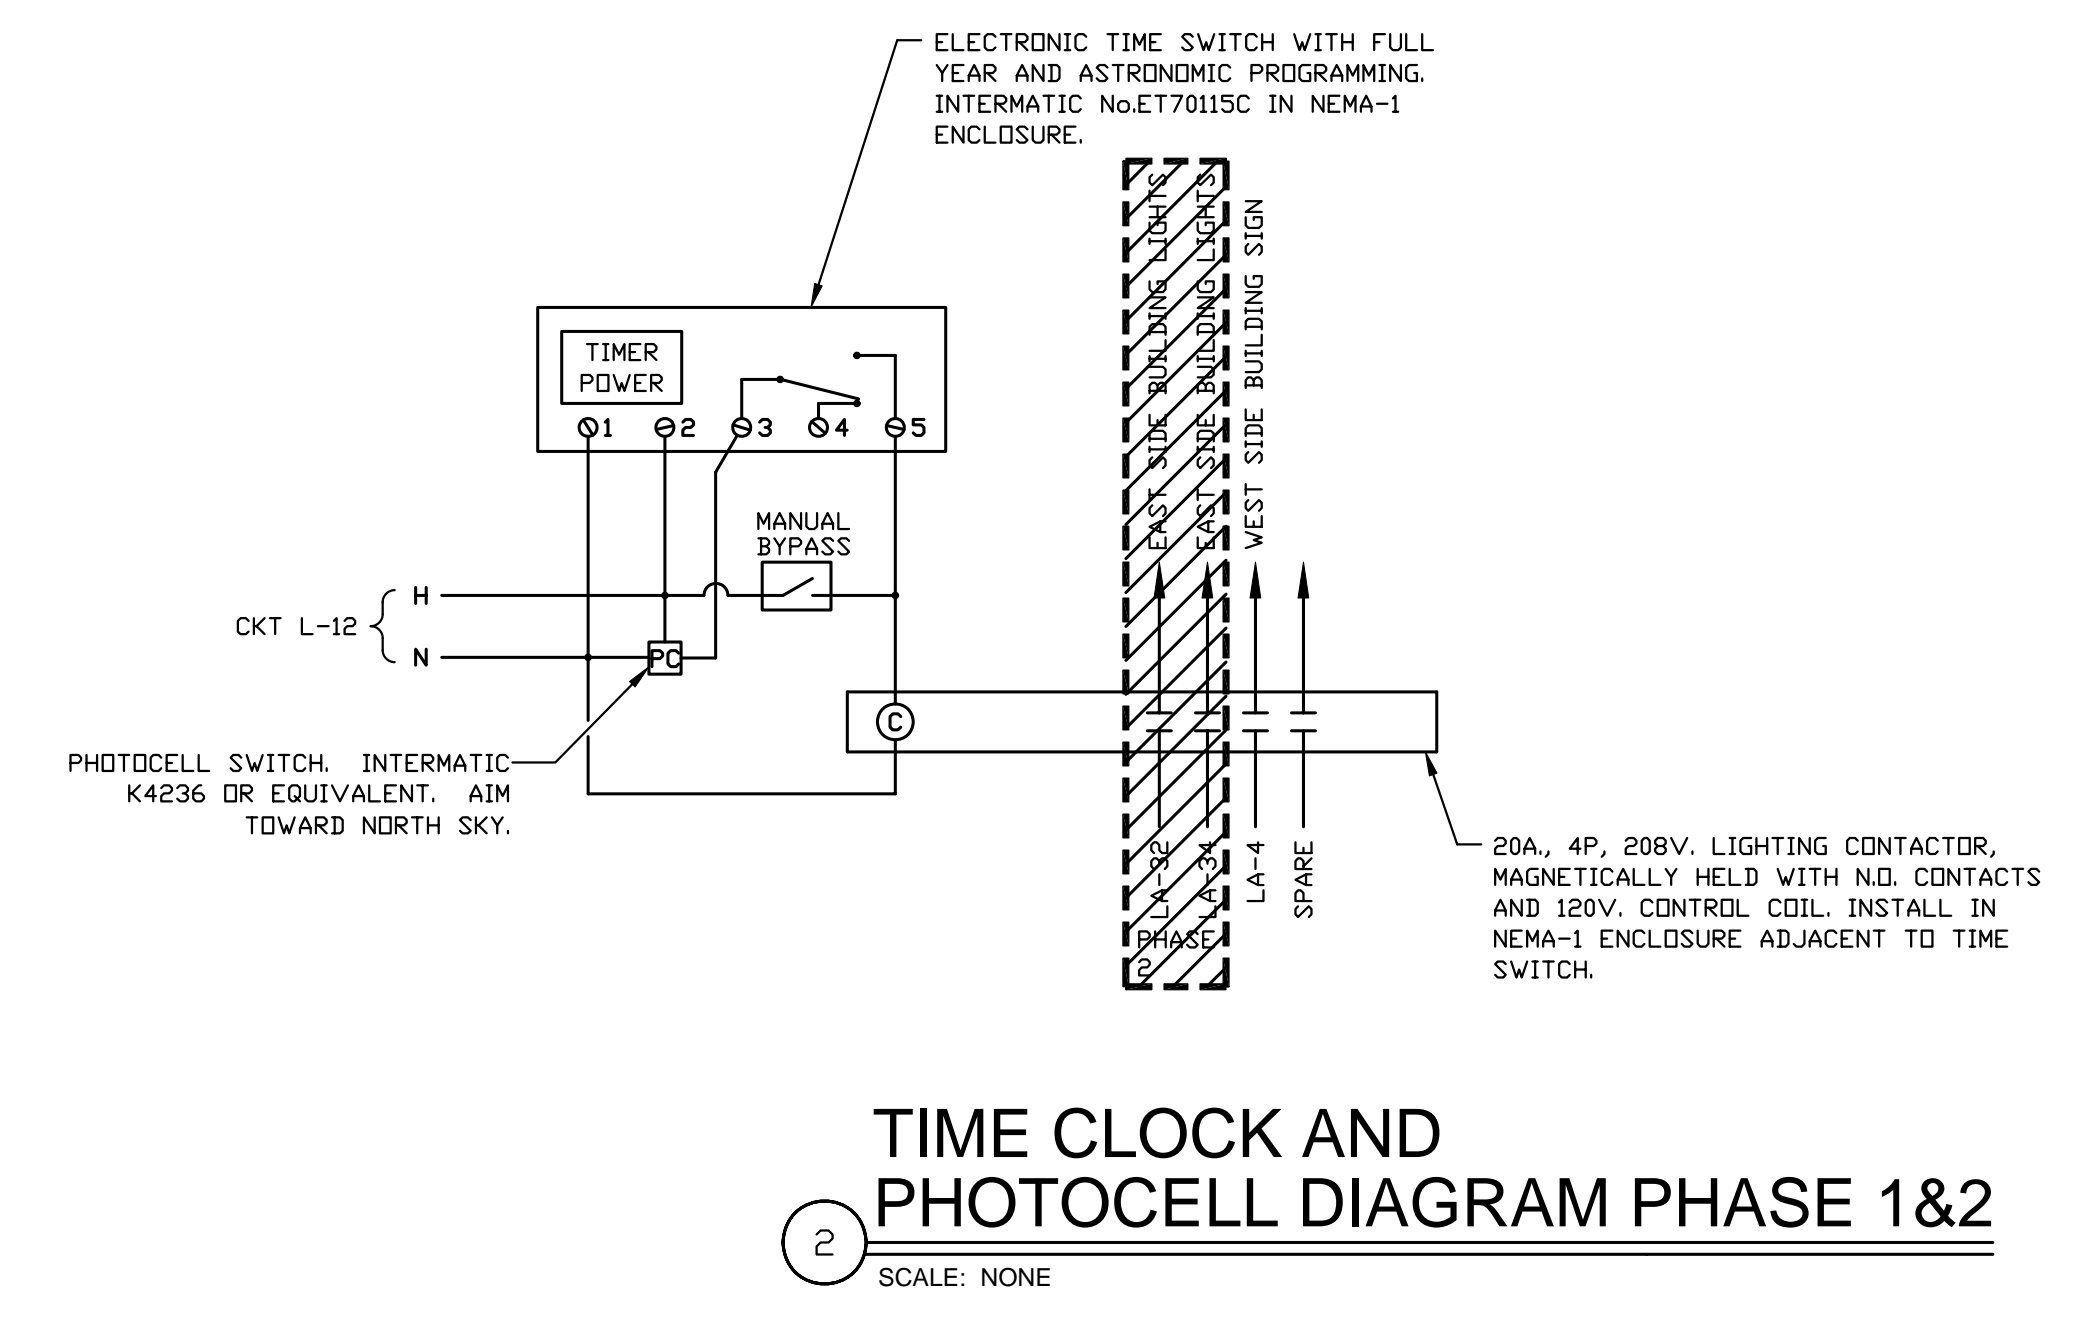 ELECTRONIC TIME SWITCH WITH FULL
YEAR AND ASTRONOMIC PROGRAMMING.
INTERMATIC No.ET70115C IN NEMA-1
ENCLOSURE.
EAST SIDE BUILDING LIGHTS
EAST SIDE BUILDING LIGHTS
WEST SIDE BUILDING SIGN
TIMER
POWER
1 2 3 4 5
MANUAL
BYPASS
H
CKT L-12
N
PC
C
PHOTOCELL SWITCH. INTERMATIC
K4236 OR EQUIVALENT. AIM
TOWARD NORTH SKY.
LA-32
LA-34
LA-4
SPARE
PHASE
2
20A., 4P, 208V. LIGHTING CONTACTOR,
MAGNETICALLY HELD WITH N.O. CONTACTS
AND 120V. CONTROL COIL. INSTALL IN
NEMA-1 ENCLOSURE ADJACENT TO TIME
SWITCH.
TIME CLOCK AND
PHOTOCELL DIAGRAM PHASE 1&2
2
SCALE: NONE